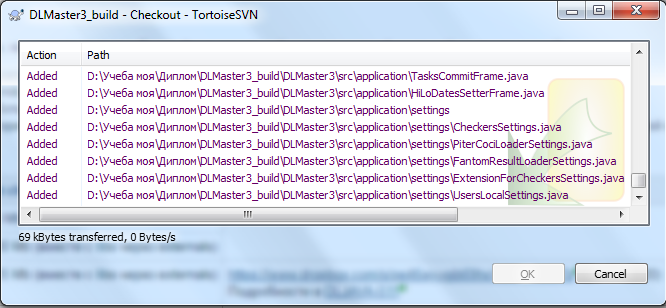 DLMaster3_build - Checkout - TortoiseSVN
Action Path
Added D:\Учеба моя\Диплом\DLMaster3_build\DLMaster3\src\application\TasksCommitFrame.java
Added D:\Учеба моя\Диплом\DLMaster3_build\DLMaster3\src\application\HiLoDatesSetterFrame.java
Added D:\Учеба моя\Диплом\DLMaster3_build\DLMaster3\src\application\settings
Added D:\Учеба моя\Диплом\DLMaster3_build\DLMaster3\src\application\settings\CheckersSettings.java
Added D:\Учеба моя\Диплом\DLMaster3_build\DLMaster3\src\application\settings\PiterCociLoaderSettings.java
Added D:\Учеба моя\Диплом\DLMaster3_build\DLMaster3\src\application\settings\FantomResultLoaderSettings.java
Added D:\Учеба моя\Диплом\DLMaster3_build\DLMaster3\src\application\settings\ExtensionForCheckersSettings.java
Added D:\Учеба моя\Диплом\DLMaster3_build\DLMaster3\src\application\settings\UsersLocalSettings.java
69 kBytes transferred, 0 Bytes/s
OK Cancel